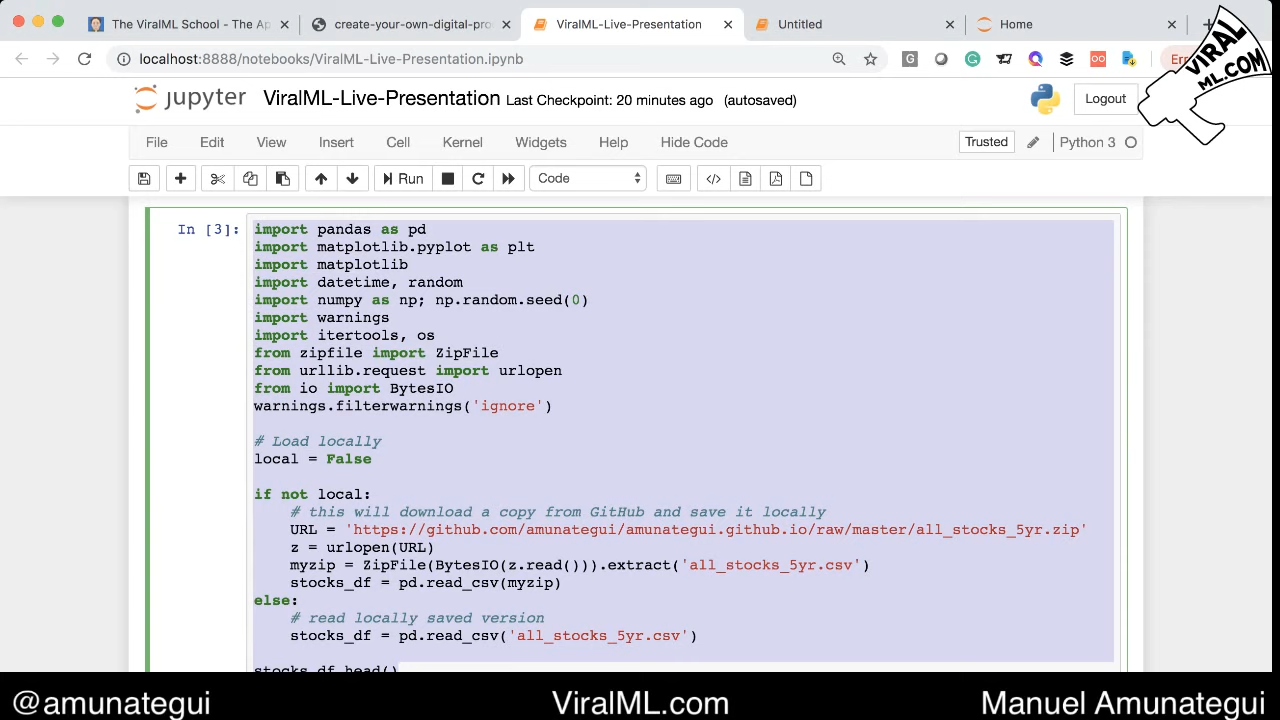 The ViralML School - The Ap
create-your-own-digital-pro
ViralML-Live-Presentation
Untitled
Home
localhost:8888/notebooks/ViralML-Live-Presentation.ipynb
Err
VIRAL
ML.COM
jupyter ViralML-Live-Presentation Last Checkpoint: 20 minutes ago (autosaved)
Logout
File Edit View Insert Cell Kernel Widgets Help Hide Code
Trusted
Python 3
Run
Code
In [3]:
import pandas as pd
import matplotlib.pyplot as plt
import matplotlib
import datetime, random
import numpy as np; np.random.seed(0)
import warnings
import itertools, os
from zipfile import ZipFile
from urllib.request import urlopen
from io import BytesIO
warnings.filterwarnings('ignore')
# Load locally
local = False
if not local:
# this will download a copy from GitHub and save it locally
URL = 'https://github.com/amunategui/amunategui.github.io/raw/master/all_stocks_5yr.zip'
z = urlopen(URL)
myzip = ZipFile(BytesIO(z.read())).extract('all_stocks_5yr.csv')
stocks_df = pd.read_csv(myzip)
else:
# read locally saved version
stocks_df = pd.read_csv('all_stocks_5yr.csv')
stocks_df.head()
@amunategui
ViralML.com
Manuel Amunategui